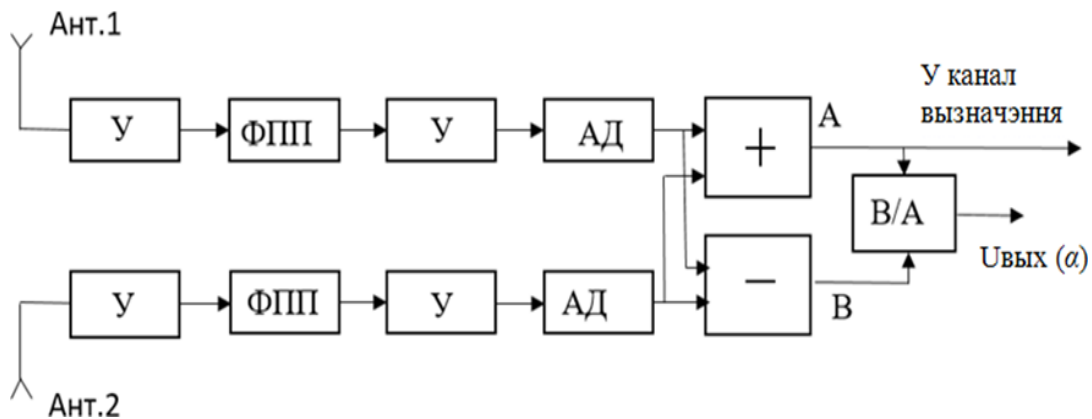 Ант.1
У канал
вызначэння
У
ФПП
У
АД
+
А
В/А
Uвых (α)
У
ФПП
У
АД
−
В
Ант.2